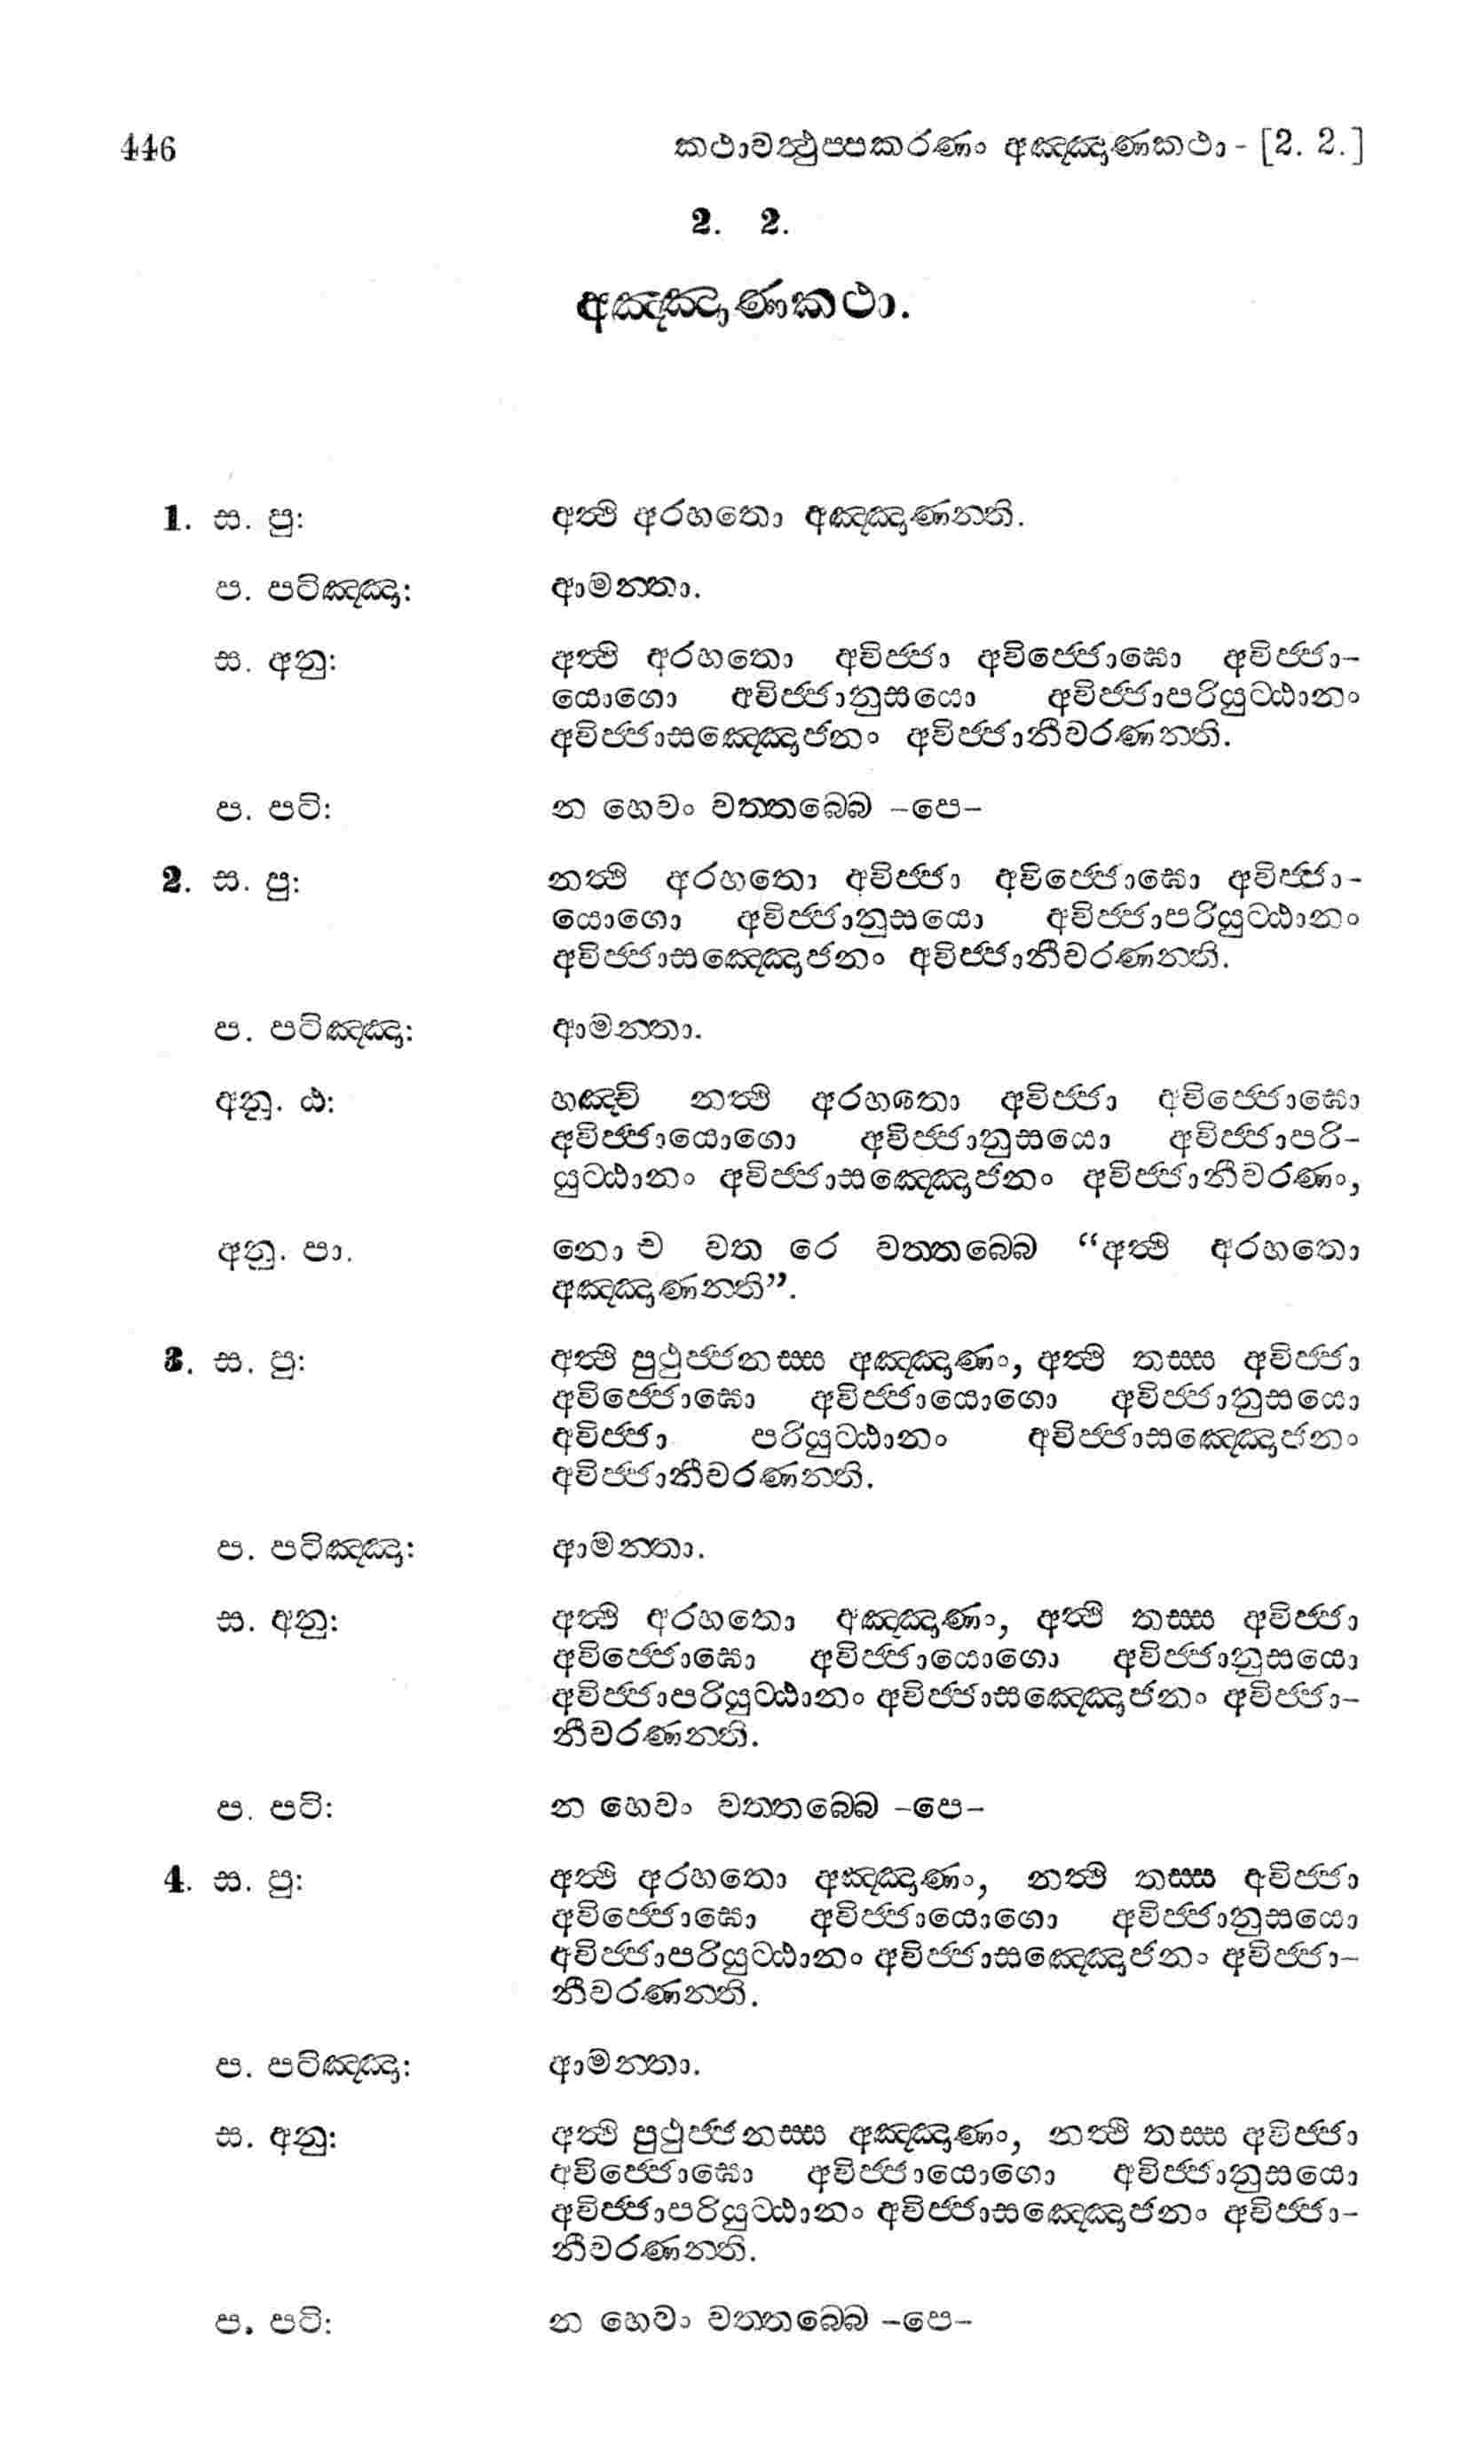 446 කථාවත්‍ථුප්පකරණං අඤ්ඤාණකථා - [2. 2.]
2. 2.
අඤ්ඤාණකථා.
1. ස. පු: අත්‍ථි අරහතො අඤ්ඤාණන්ති.
ප. පටිඤ්ඤා: ආමන්තා.
ස. අනු: අත්‍ථි අරහතො අවිජ්ජා අවිජ්ජොඝො අවිජ්ජා-
යොගො අවිජ්ජානුසයො අවිජ්ජාපරියුට්ඨානං
අවිජ්ජාසඤ්ඤොජනං අවිජ්ජානීවරණන්ති.
ප. පටි: න හෙවං වත්තබ්බෙ -පෙ-
2. ස. පු: නත්‍ථි අරහතො අවිජ්ජා අවිජ්ජොඝො අවිජ්ජා-
යොගො අවිජ්ජානුසයො අවිජ්ජාපරියුට්ඨානං
අවිජ්ජාසඤ්ඤොජනං අවිජ්ජානීවරණන්ති.
ප. පටිඤ්ඤා: ආමන්තා.
අනු. ඨ: හඤ්චි නත්‍ථි අරහතො අවිජ්ජා අවිජ්ජොඝො
අවිජ්ජායොගො අවිජ්ජානුසයො අවිජ්ජාපරි-
යුට්ඨානං අවිජ්ජාසඤ්ඤොජනං අවිජ්ජානීවරණං,
අනු. පා. නො ච වත රෙ වත්තබ්බෙ “අත්‍ථි අරහතො
අඤ්ඤාණන්ති”.
3. ස. පු: අත්‍ථි පුථුජ්ජනස්ස අඤ්ඤාණං, අත්‍ථි තස්ස අවිජ්ජා
අවිජ්ජොඝො අවිජ්ජායොගො අවිජ්ජානුසයො
අවිජ්ජා පරියුට්ඨානං අවිජ්ජාසඤ්ඤොජනං
අවිජ්ජානීවරණන්ති.
ප. පටිඤ්ඤා: ආමන්තා.
ස. අනු: අත්‍ථි අරහතො අඤ්ඤාණං, අත්‍ථි තස්ස අවිජ්ජා
අවිජ්ජොඝො අවිජ්ජායොගො අවිජ්ජානුසයො
අවිජ්ජාපරියුට්ඨානං අවිජ්ජාසඤ්ඤොජනං අවිජ්ජා-
නීවරණන්ති.
ප. පටි: න හෙවං වත්තබ්බෙ -පෙ-
4. ස. පු: අත්‍ථි අරහතො අඤ්ඤාණං, නත්‍ථි තස්ස අවිජ්ජා
අවිජ්ජොඝො අවිජ්ජායොගො අවිජ්ජානුසයො
අවිජ්ජාපරියුට්ඨානං අවිජ්ජාසඤ්ඤොජනං අවිජ්ජා-
නීවරණන්ති.
ප. පටිඤ්ඤා: ආමන්තා.
ස. අනු: අත්‍ථි පුථුජ්ජනස්ස අඤ්ඤාණං, නත්‍ථි තස්ස අවිජ්ජා
අවිජ්ජොඝො අවිජ්ජායොගො අවිජ්ජානුසයො
අවිජ්ජාපරියුට්ඨානං අවිජ්ජාසඤ්ඤොජනං අවිජ්ජා-
නීවරණන්ති.
ප. පටි: න හෙවං වත්තබ්බෙ -පෙ-